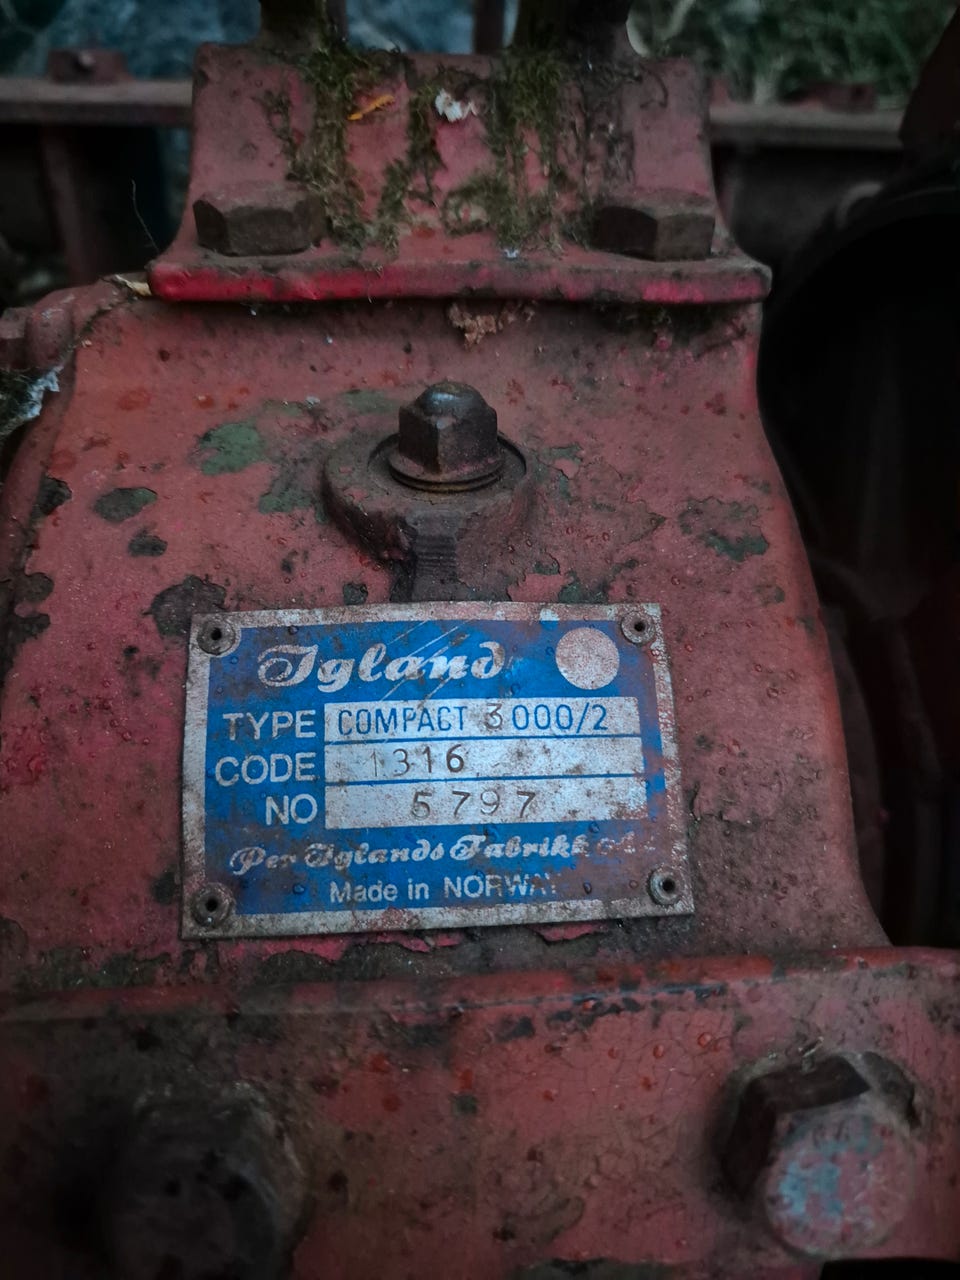 Igland
TYPE COMPACT 3000/2
CODE 1316
NO 5797
Per Iglands Fabrikk
Made in NORWAY